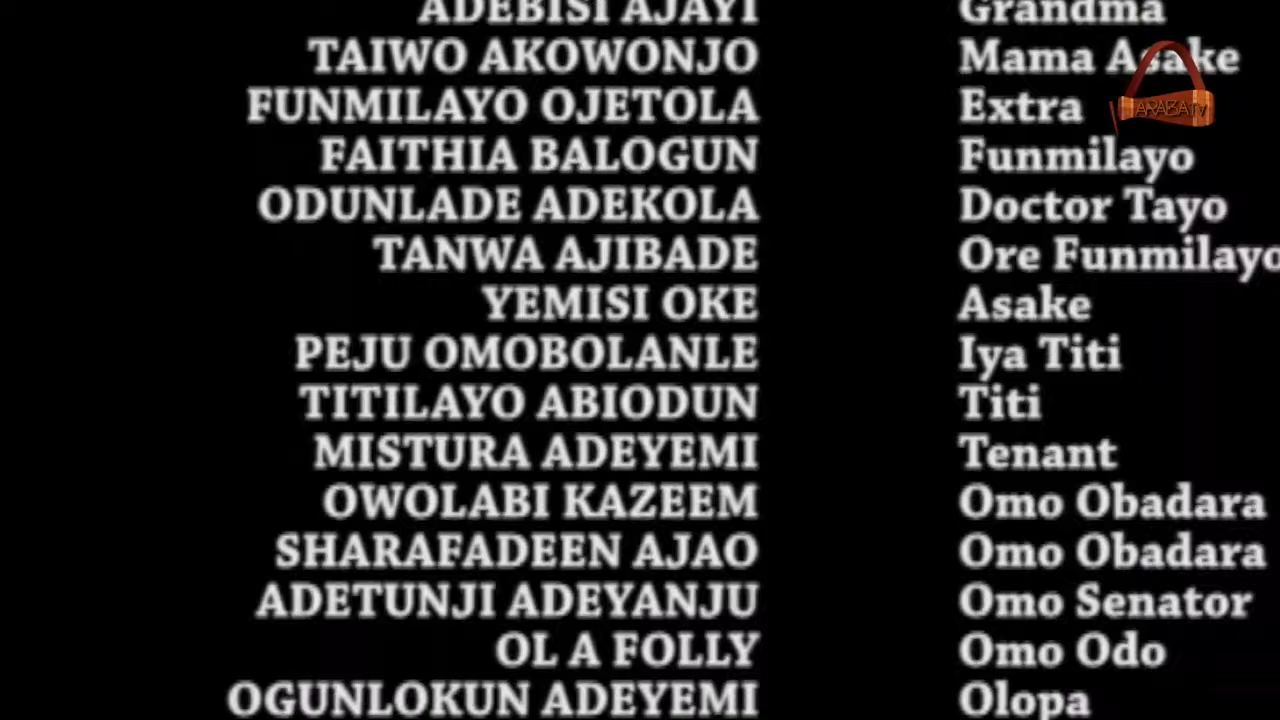 ADEBISI AJAYI Grandma
TAIWO AKOWONJO Mama Asake
FUNMILAYO OJETOLA Extra
ARABA TV
FAITHIA BALOGUN Funmilayo
ODUNLADE ADEKOLA Doctor Tayo
TANWA AJIBADE Ore Funmilayo
YEMISI OKE Asake
PEJU OMOBOLANLE Iya Titi
TITILAYO ABIODUN Titi
MISTURA ADEYEMI Tenant
OWOLABI KAZEEM Omo Obadara
SHARAFADEEN AJAO Omo Obadara
ADETUNJI ADEYANJU Omo Senator
OL A FOLLY Omo Odo
OGUNLOKUN ADEYEMI Olopa